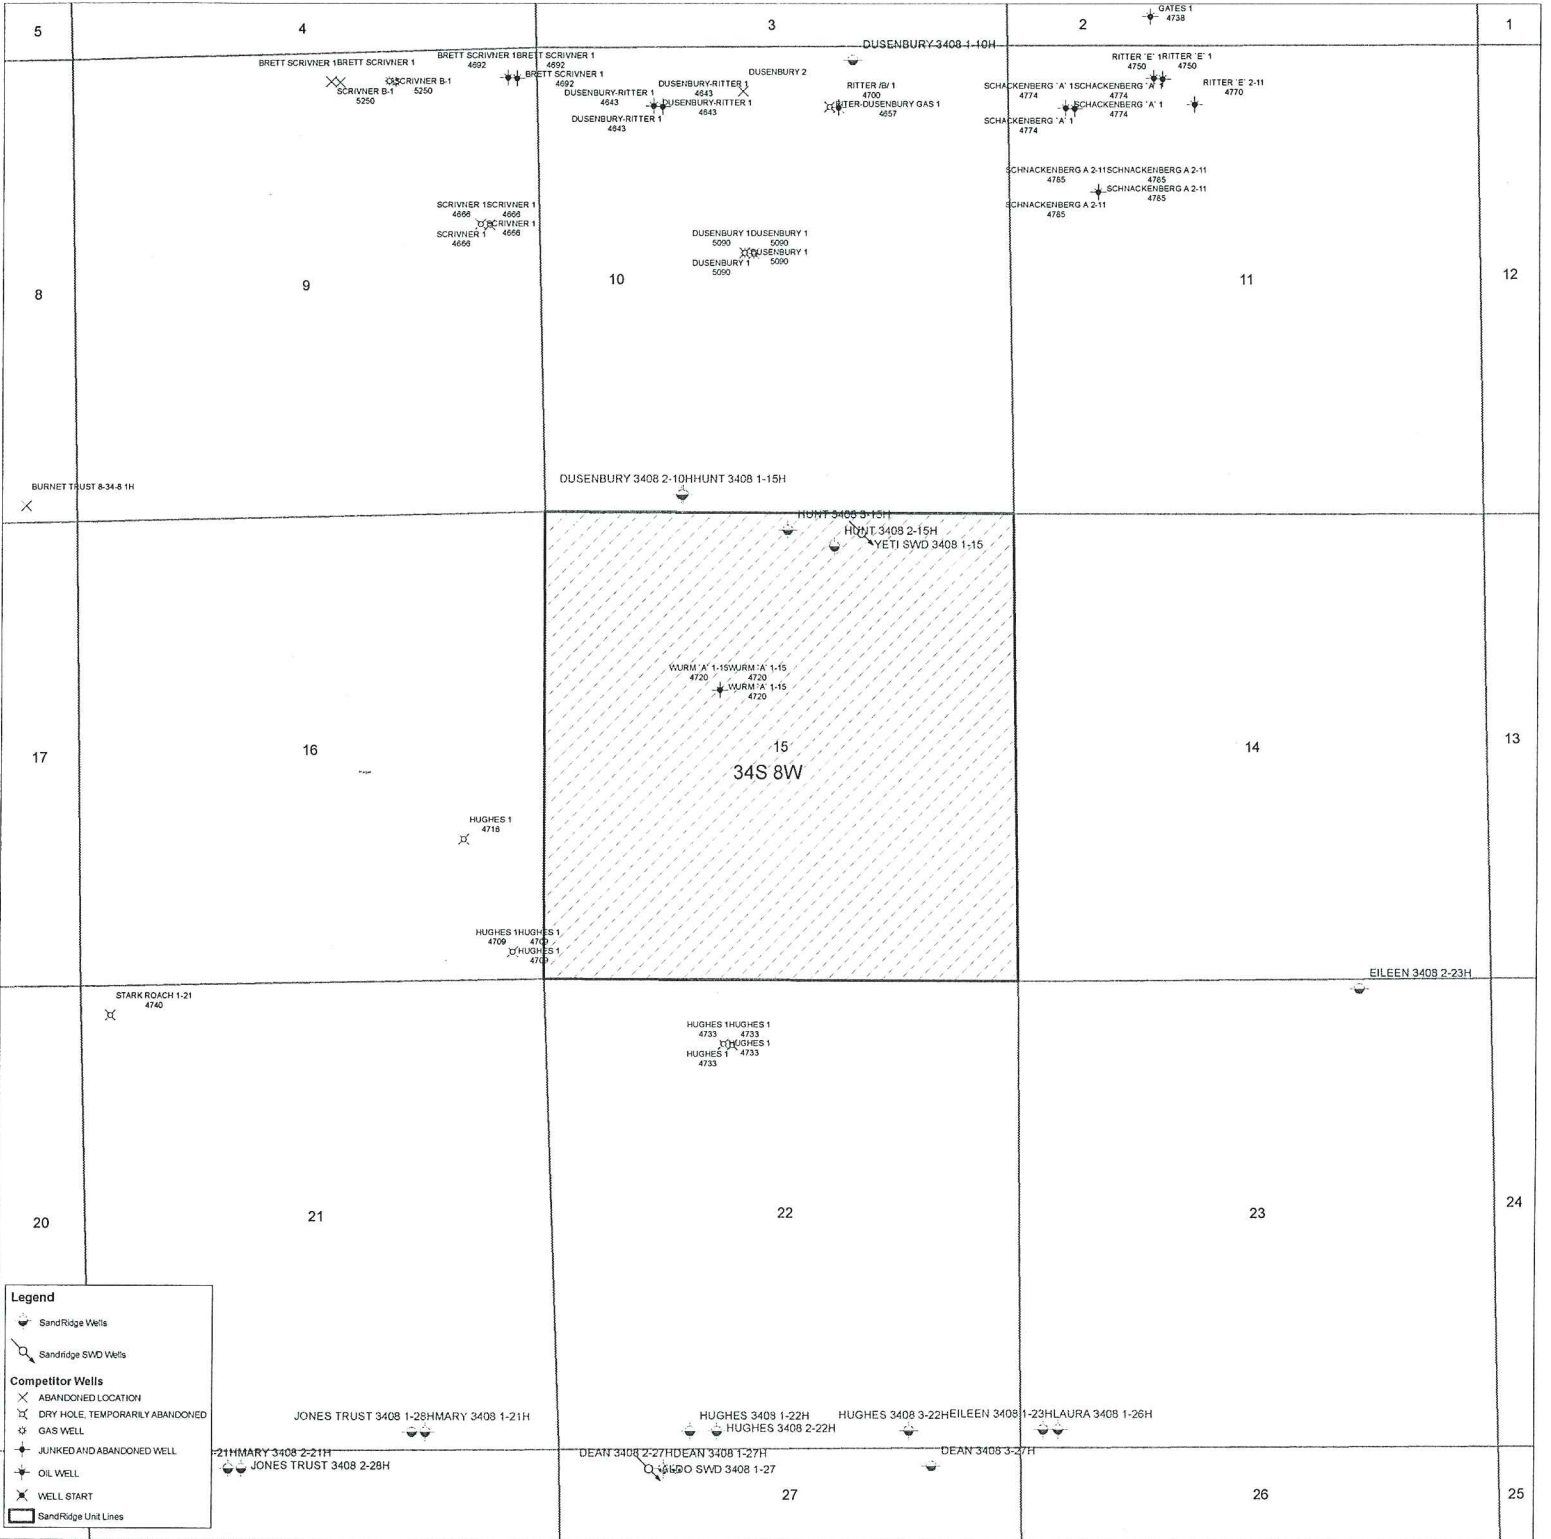 5
4
3
2
1
GATES 1
4738
DUSENBURY 3408 1-10H
BRETT SCRIVNER 1BRETT SCRIVNER 1
SCRIVNER B-1
5250
SCRIVNER B-1
5250
BRETT SCRIVNER 1BRETT SCRIVNER 1
4692
4692
BRETT SCRIVNER 1
4692
DUSENBURY 2
DUSENBURY-RITTER 1
4643
DUSENBURY-RITTER 1
4643
DUSENBURY-RITTER 1
4643
DUSENBURY-RITTER 1
4643
RITTER /B/ 1
4700
TER-DUSENBURY GAS 1
4657
RITTER 'E' 1RITTER 'E' 1
4750
4750
RITTER 'E' 2-11
4770
SCHACKENBERG 'A' 1SCHACKENBERG 'A' 1
4774
4774
SCHACKENBERG 'A' 1
4774
SCHACKENBERG 'A' 1
4774
SCHNACKENBERG A 2-11SCHNACKENBERG A 2-11
4785
4785
SCHNACKENBERG A 2-11
4785
SCHNACKENBERG A 2-11
4785
SCRIVNER 1SCRIVNER 1
4666
4666
SCRIVNER 1
4666
SCRIVNER 1
4666
DUSENBURY 1DUSENBURY 1
5090
5090
DUSENBURY 1
5090
DUSENBURY 1
5090
8
9
10
11
12
BURNET TRUST 8-34-8 1H
DUSENBURY 3408 2-10HHUNT 3408 1-15H
HUNT 3408 3-15H
HUNT 3408 2-15H
YETI SWD 3408 1-15
WURM 'A' 1-15WURM 'A' 1-15
4720
4720
WURM 'A' 1-15
4720
17
16
15
34S 8W
14
13
HUGHES 1
4718
HUGHES 1HUGHES 1
4709
4709
HUGHES 1
4709
EILEEN 3408 2-23H
STARK ROACH 1-21
4740
HUGHES 1HUGHES 1
4733
4733
HUGHES 1
4733
HUGHES 1
4733
20
21
22
23
24
Legend
SandRidge Wells
Sandridge SWD Wells
Competitor Wells
ABANDONED LOCATION
DRY HOLE, TEMPORARILY ABANDONED
GAS WELL
JUNKED AND ABANDONED WELL
OIL WELL
WELL START
SandRidge Unit Lines
JONES TRUST 3408 1-28HMARY 3408 1-21H
-21HMARY 3408 2-21H
JONES TRUST 3408 2-28H
HUGHES 3408 1-22H
HUGHES 3408 2-22H
HUGHES 3408 3-22HEILEEN 3408 1-23HLAURA 3408 1-26H
DEAN 3408 2-27HDEAN 3408 1-27H
ALDO SWD 3408 1-27
DEAN 3408 3-27H
27
26
25